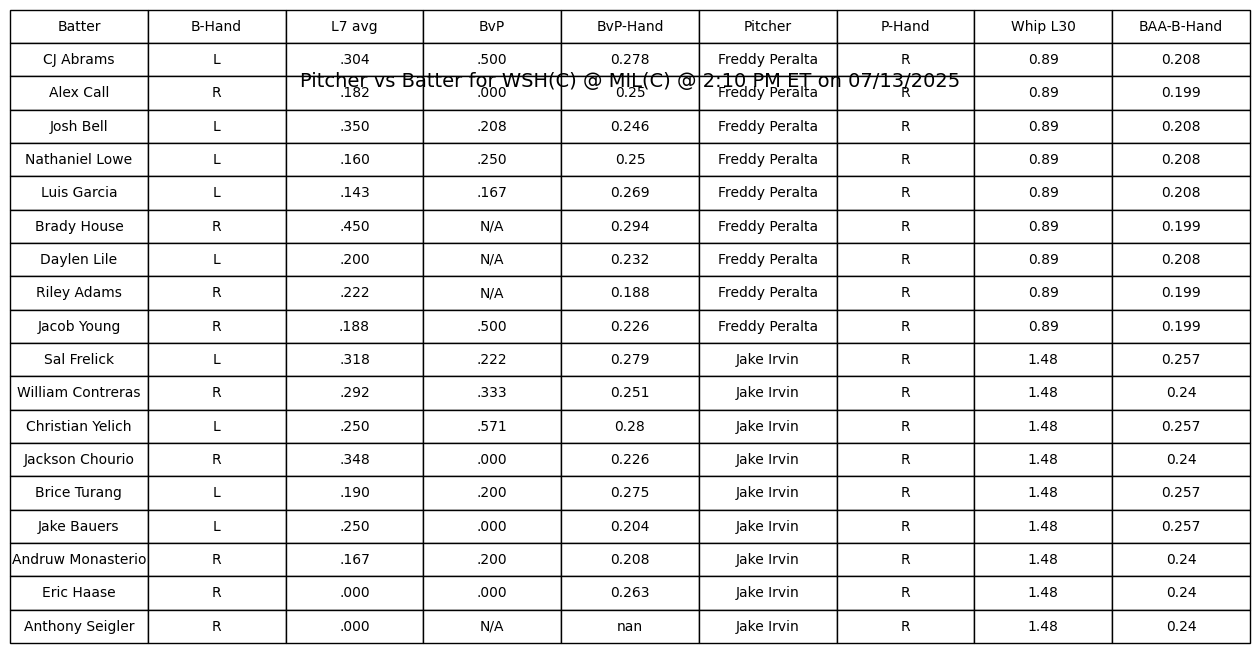 Batter B-Hand L7 avg BvP BvP-Hand Pitcher P-Hand Whip L30 BAA-B-Hand
CJ Abrams L .304 .500 0.278 Freddy Peralta R 0.89 0.208
Pitcher vs Batter for WSH(C) @ MIL(C) @ 2:10 PM ET on 07/13/2025
Alex Call R .182 .000 0.25 Freddy Peralta R 0.89 0.199
Josh Bell L .350 .208 0.246 Freddy Peralta R 0.89 0.208
Nathaniel Lowe L .160 .250 0.25 Freddy Peralta R 0.89 0.208
Luis Garcia L .143 .167 0.269 Freddy Peralta R 0.89 0.208
Brady House R .450 N/A 0.294 Freddy Peralta R 0.89 0.199
Daylen Lile L .200 N/A 0.232 Freddy Peralta R 0.89 0.208
Riley Adams R .222 N/A 0.188 Freddy Peralta R 0.89 0.199
Jacob Young R .188 .500 0.226 Freddy Peralta R 0.89 0.199
Sal Frelick L .318 .222 0.279 Jake Irvin R 1.48 0.257
William Contreras R .292 .333 0.251 Jake Irvin R 1.48 0.24
Christian Yelich L .250 .571 0.28 Jake Irvin R 1.48 0.257
Jackson Chourio R .348 .000 0.226 Jake Irvin R 1.48 0.24
Brice Turang L .190 .200 0.275 Jake Irvin R 1.48 0.257
Jake Bauers L .250 .000 0.204 Jake Irvin R 1.48 0.257
Andruw Monasterio R .167 .200 0.208 Jake Irvin R 1.48 0.24
Eric Haase R .000 .000 0.263 Jake Irvin R 1.48 0.24
Anthony Seigler R .000 N/A nan Jake Irvin R 1.48 0.24